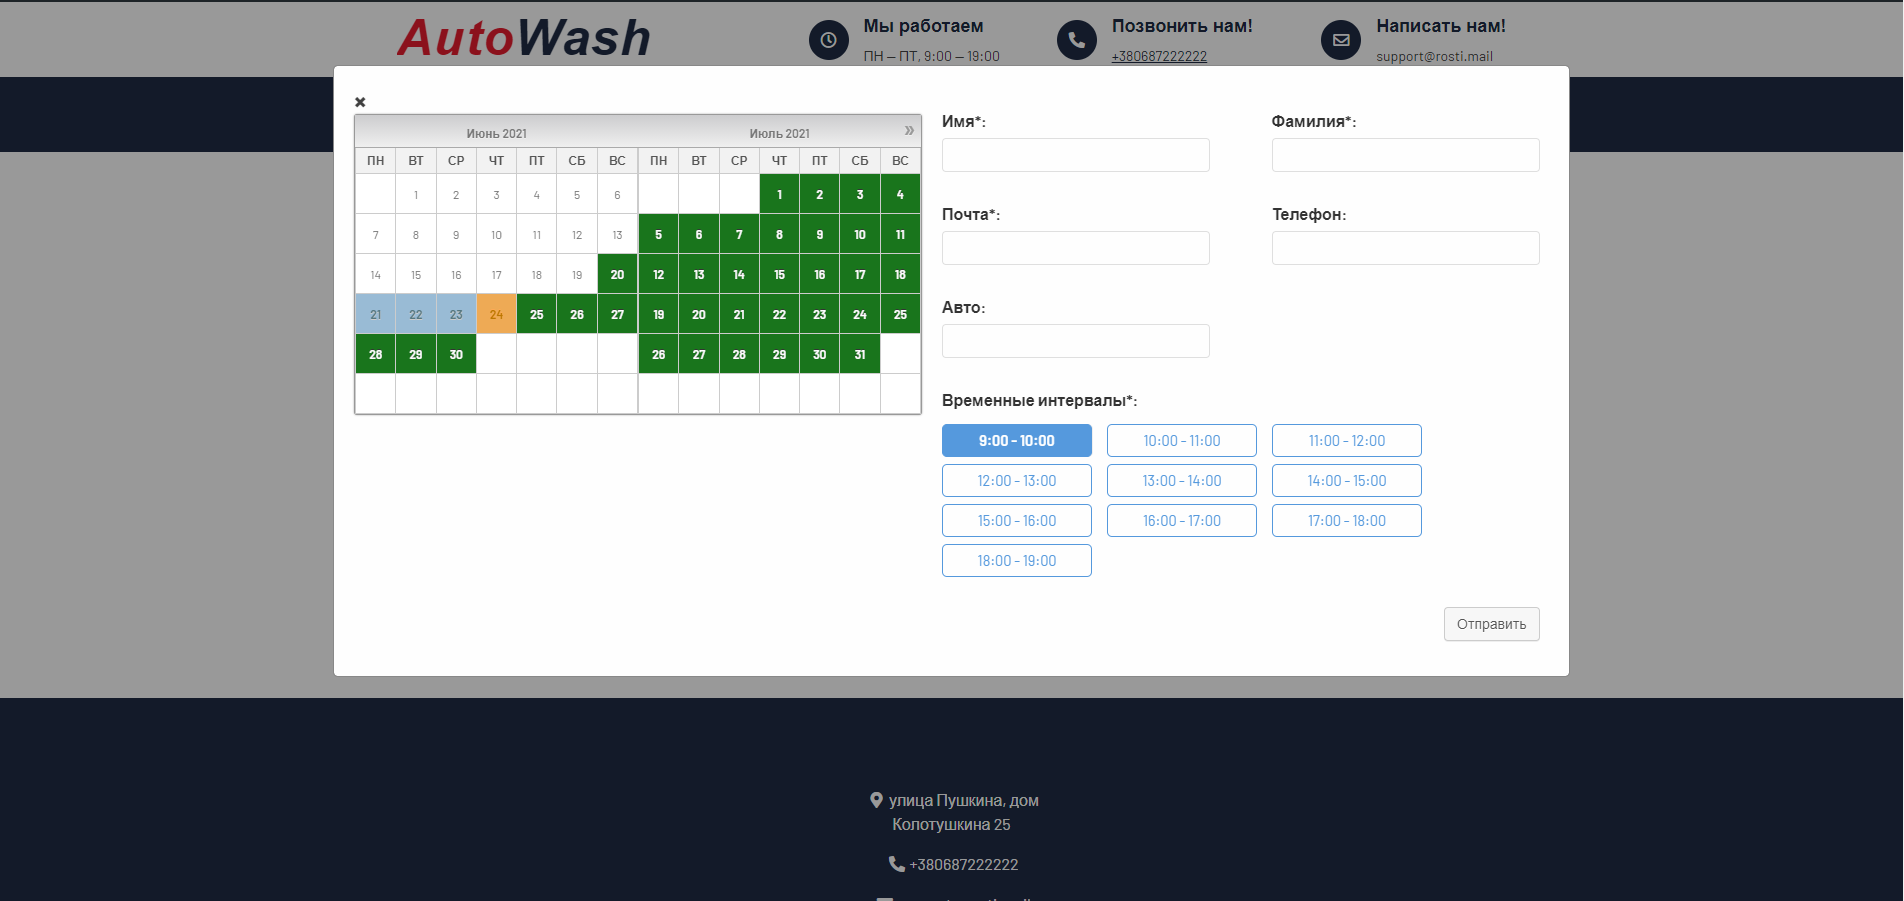 AutoWash
Мы работаем
ПН – ПТ, 9:00 – 19:00
Позвонить нам!
+380687222222
Написать нам!
support@rosti.mail
Июнь 2021
ПН ВТ СР ЧТ ПТ СБ ВС
1 2 3 4 5 6
7 8 9 10 11 12 13
14 15 16 17 18 19 20
21 22 23 24 25 26 27
28 29 30
Июль 2021 »
ПН ВТ СР ЧТ ПТ СБ ВС
1 2 3 4
5 6 7 8 9 10 11
12 13 14 15 16 17 18
19 20 21 22 23 24 25
26 27 28 29 30 31
Имя*:
Фамилия*:
Почта*:
Телефон:
Авто:
Временные интервалы*:
9:00 - 10:00
10:00 - 11:00
11:00 - 12:00
12:00 - 13:00
13:00 - 14:00
14:00 - 15:00
15:00 - 16:00
16:00 - 17:00
17:00 - 18:00
18:00 - 19:00
Отправить
улица Пушкина, дом
Колотушкина 25
+380687222222